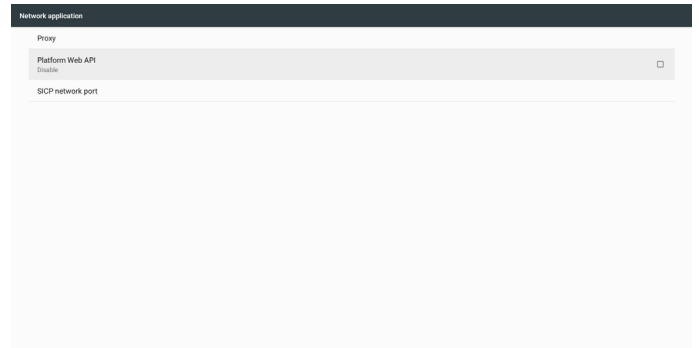 Network application
Proxy
Platform Web API
Disable
SICP network port